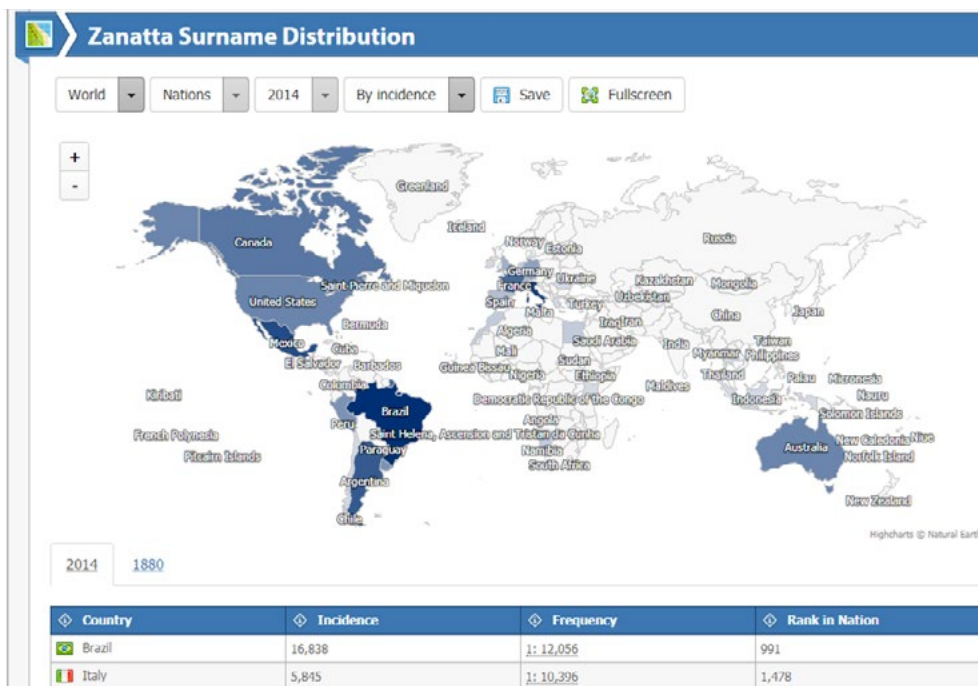 Zanatta Surname Distribution
World Nations 2014 By incidence Save Fullscreen
+
-
Greenland
Iceland
Norway
Estonia
Russia
Canada
Germany
Ukraine
Kazakhstan
Mongolia
Saint Pierre and Miquelon
France
Uzbekistan
United States
Spain
Turkey
Malta
China
Japan
Bermuda
Algeria
Iraq
Iran
Mexico
Cuba
Saudi Arabia
India
Taiwan
El Salvador
Barbados
Mali
Sudan
Myanmar
Philippines
Guinea Bissau
Nigeria
Ethiopia
Thailand
Colombia
Maldives
Palau
Micronesia
Kiribati
Democratic Republic of the Congo
Indonesia
Nauru
Brazil
Solomon Islands
Peru
Angola
French Polynesia
Saint Helena, Ascension and Tristan da Cunha
New Caledonia
Niue
Paraguay
Namibia
Australia
Pitcairn Islands
Norfolk Island
South Africa
Argentina
New Zealand
Chile
Highcharts © Natural Earth
2014 1880
Country Incidence Frequency Rank in Nation
Brazil 16,838 1: 12,056 991
Italy 5,845 1: 10,396 1,478